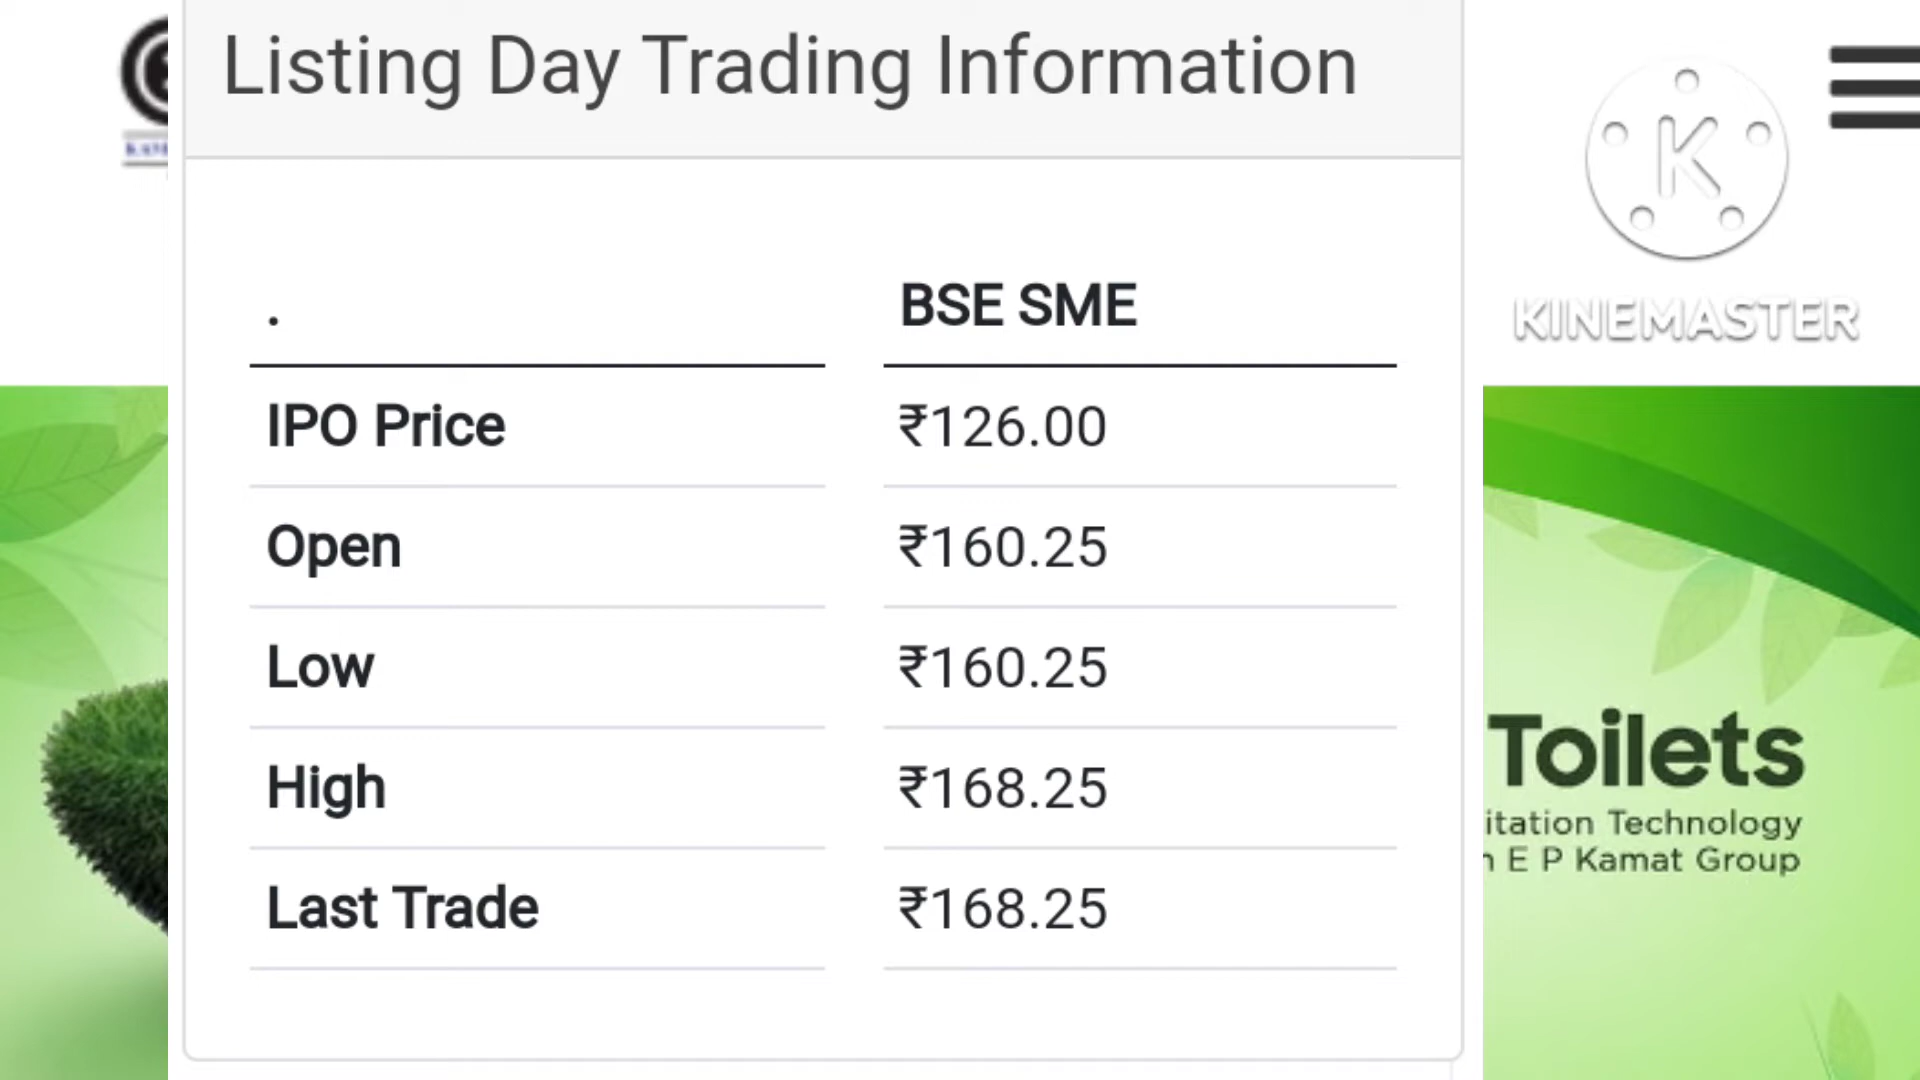 Listing Day Trading Information
K
KINEMASTER
. BSE SME
IPO Price ₹126.00
Open ₹160.25
Low ₹160.25
High ₹168.25
Last Trade ₹168.25
Toilets
itation Technology
E P Kamat Group